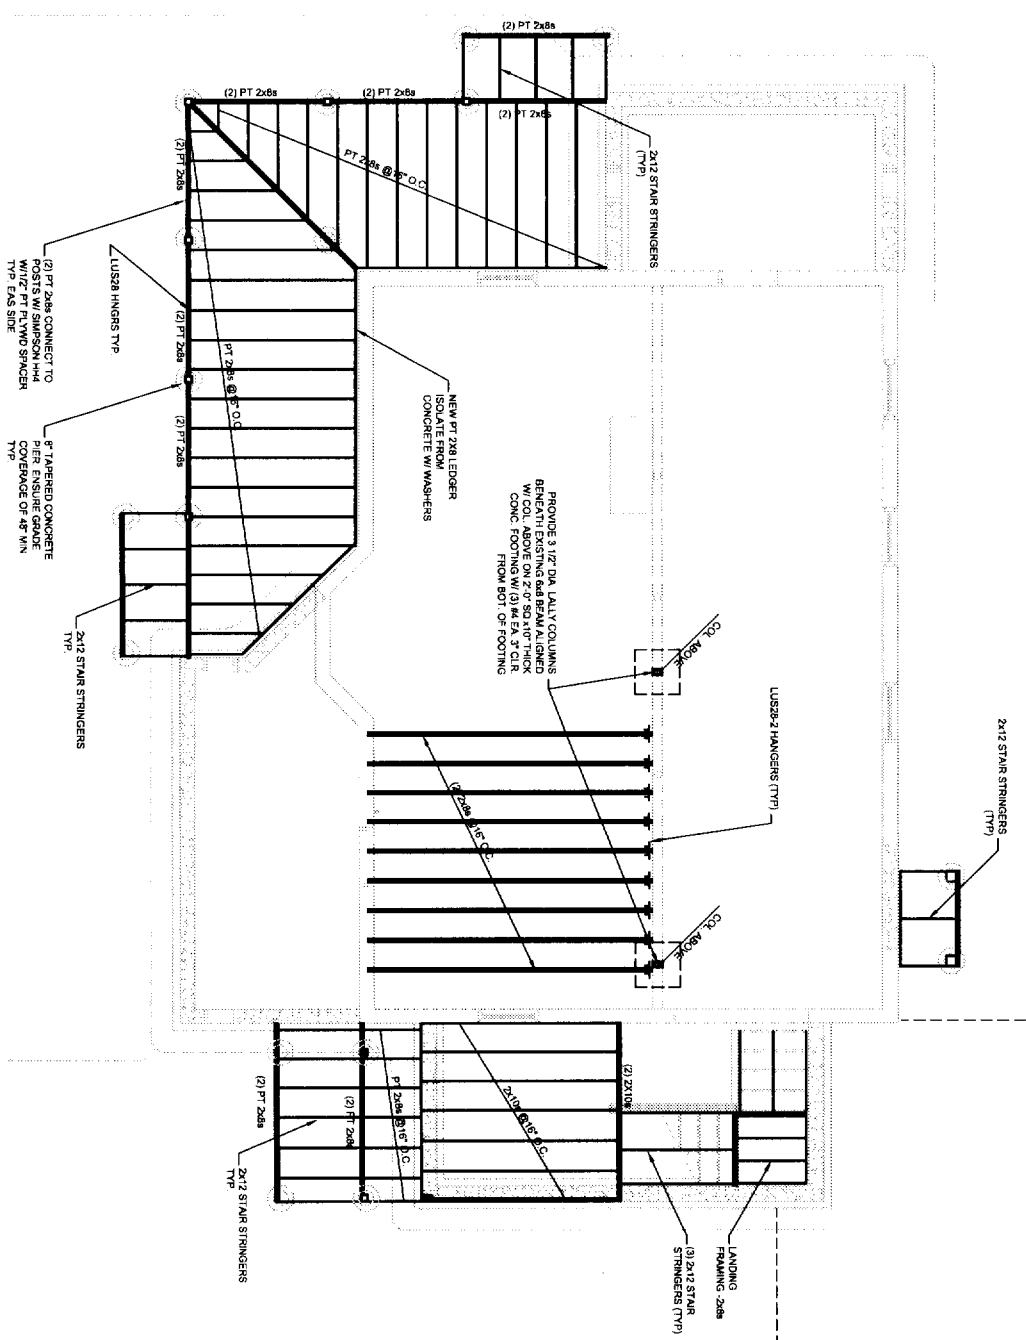 (2) PT 2x8s
(2) PT 2x8s
(2) PT 2x8s
(2) PT 2x8s
2x12 STAIR STRINGERS
(TYP)
PT 2x8s @16" O.C.
(2) PT 2x8s
(2) PT 2x8s CONNECT TO
POSTS W/ SIMPSON HH4
W/1/2" PT PLYWD SPACER
TYP. EAS SIDE
LUS28 HNGRS TYP.
(2) PT 2x8s
PT 2x8s @16" O.C.
(2) PT 2x8s
8" TAPERED CONCRETE
PIER. ENSURE GRADE
COVERAGE OF 48" MIN
TYP.
NEW PT 2X8 LEDGER
ISOLATE FROM
CONCRETE W/ WASHERS
PROVIDE 3 1/2" DIA. LALLY COLUMNS
BENEATH EXISTING 6x8 BEAM ALIGNED
W/ COL. ABOVE ON 2'-0" SQ x10" THICK
CONC. FOOTING W/ (3) #4 EA. 3" CLR.
FROM BOT. OF FOOTING
2x12 STAIR STRINGERS
TYP.
COL. ABOVE
LUS28-2 HANGERS (TYP)
2x12 STAIR STRINGERS
(TYP)
(2) 2x8s @16" O.C.
COL. ABOVE
(2) PT 2x8s
(2) PT 2x8s
PT 2x8s @16" O.C.
2x10s @16" O.C.
(2) 2X10s
2x12 STAIR STRINGERS
TYP.
(3) 2x12 STAIR
STRINGERS (TYP)
LANDING
FRAMING -2x8s